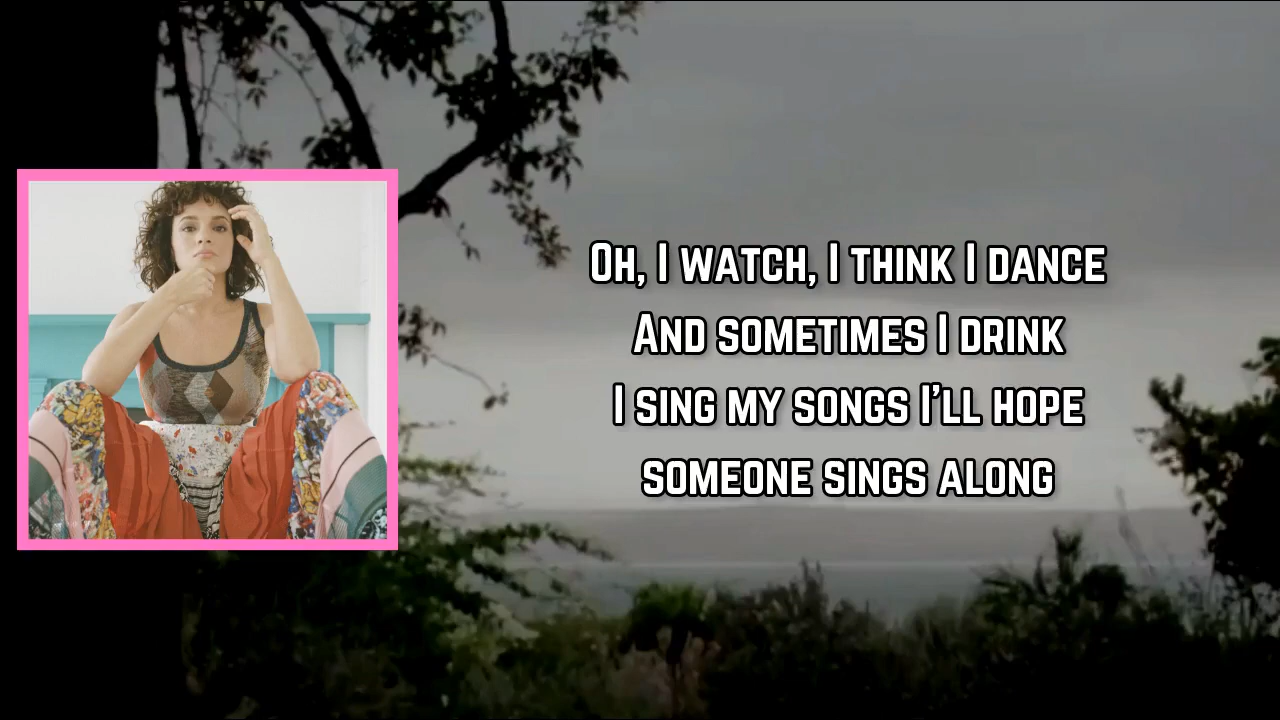 Oh, I watch, I think I dance
And sometimes I drink
I sing my songs I'll hope
someone sings along